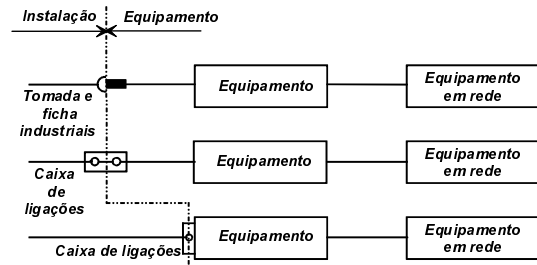 Instalação
Equipamento
Tomada e
ficha
industriais
Equipamento
Equipamento
em rede
Caixa
de
ligações
Equipamento
Equipamento
em rede
Caixa de ligações
Equipamento
Equipamento
em rede